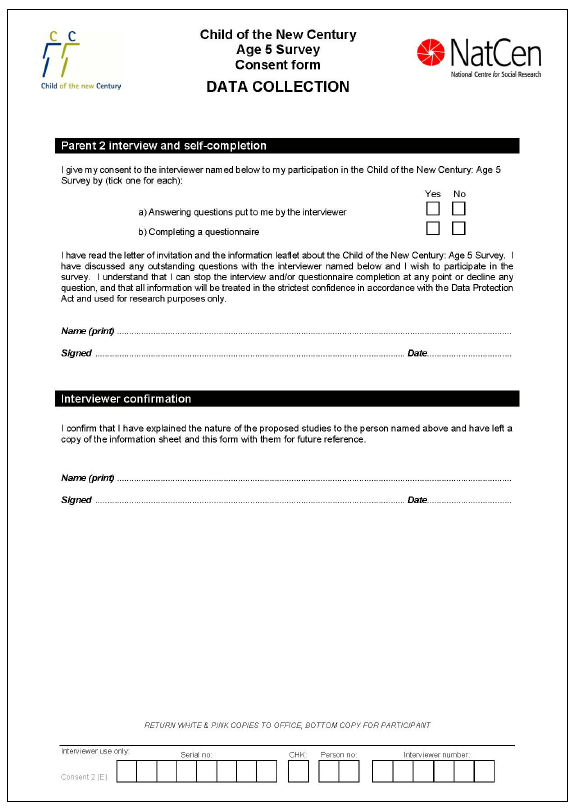 C C
Child of the new Century
Child of the New Century
Age 5 Survey
Consent form
DATA COLLECTION
NatCen
National Centre for Social Research
Parent 2 interview and self-completion
I give my consent to the interviewer named below to my participation in the Child of the New Century: Age 5
Survey by (tick one for each):
Yes No
a) Answering questions put to me by the interviewer
b) Completing a questionnaire
I have read the letter of invitation and the information leaflet about the Child of the New Century: Age 5 Survey. I
have discussed any outstanding questions with the interviewer named below and I wish to participate in the
survey. I understand that I can stop the interview and/or questionnaire completion at any point or decline any
question, and that all information will be treated in the strictest confidence in accordance with the Data Protection
Act and used for research purposes only.
Name (print)
Signed Date
Interviewer confirmation
I confirm that I have explained the nature of the proposed studies to the person named above and have left a
copy of the information sheet and this form with them for future reference.
Name (print)
Signed Date
RETURN WHITE & PINK COPIES TO OFFICE, BOTTOM COPY FOR PARTICIPANT
Interviewer use only:
Serial no: CHK: Person no: Interviewer number:
Consent 2 (E):